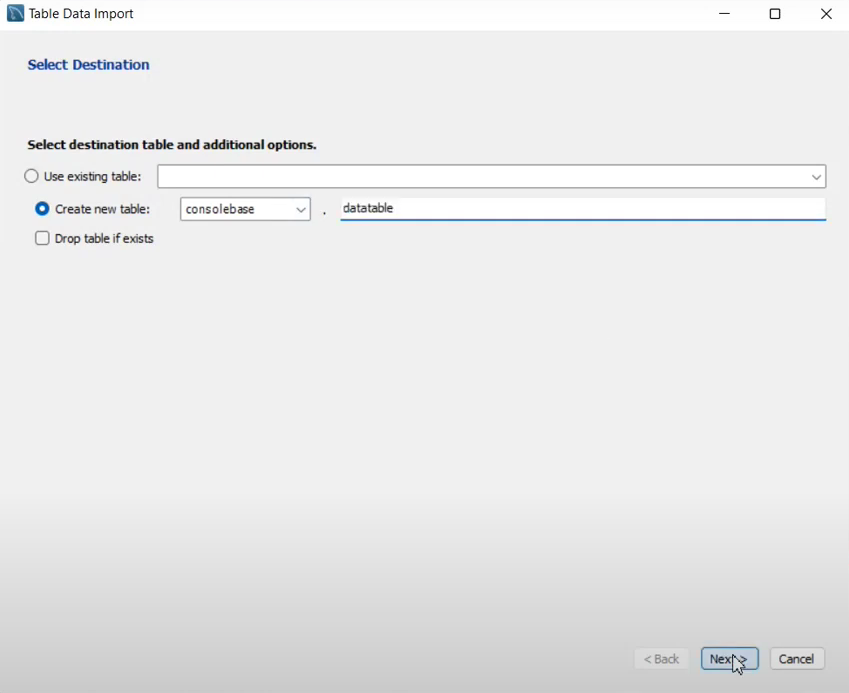 Table Data Import
Select Destination
Select destination table and additional options.
Use existing table:
Create new table: consolebase . datatable
Drop table if exists
< Back Next > Cancel